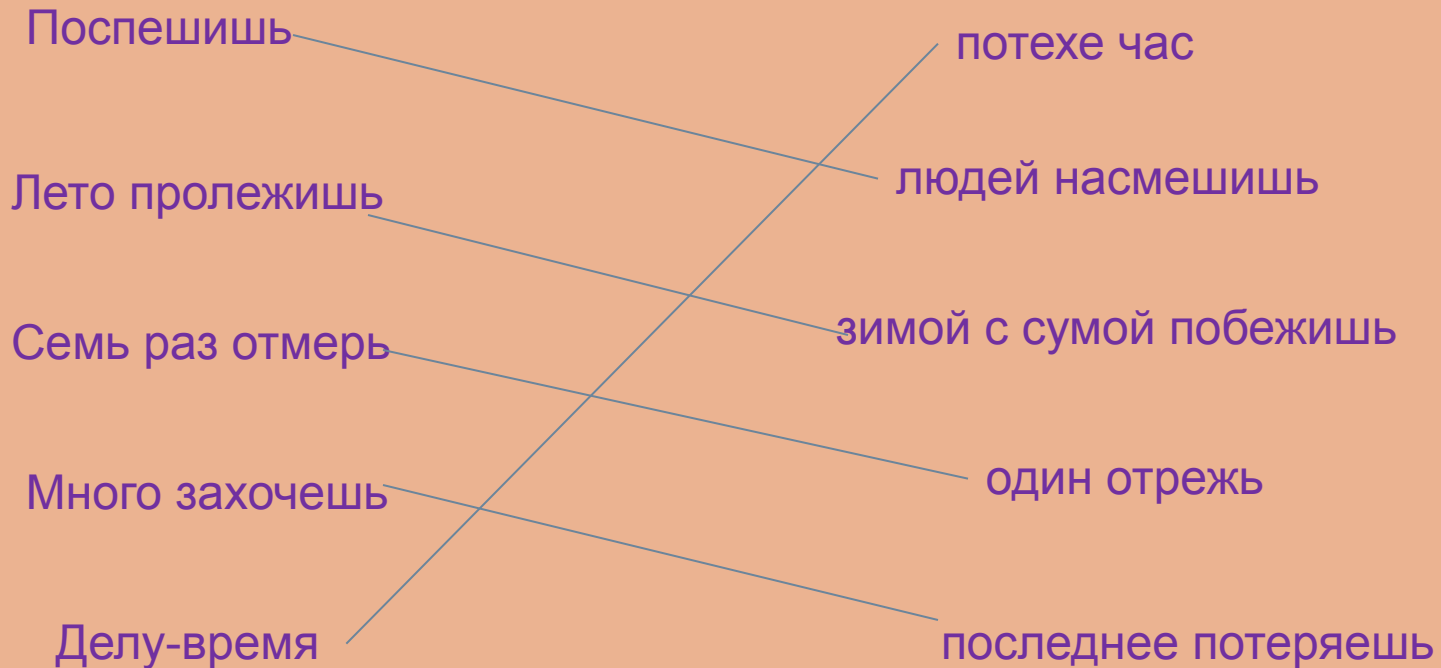 Поспешишь
потехе час
людей насмешишь
Лето пролежишь
зимой с сумой побежишь
Семь раз отмерь
один отрежь
Много захочешь
последнее потеряешь
Делу-время